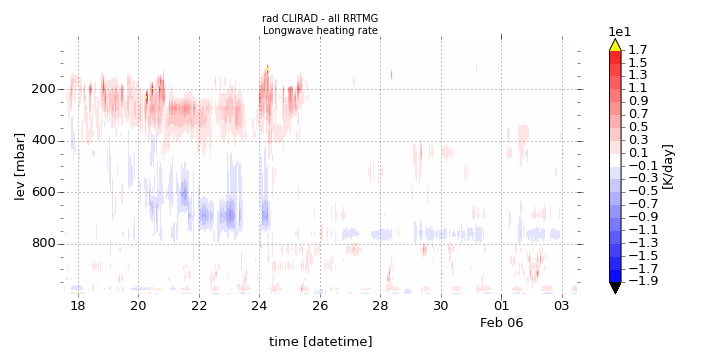 rad CLIRAD - all RRTMG
Longwave heating rate
1e1
1.7
1.5
1.3
1.1
0.9
0.7
0.5
0.3
0.1
−0.1
−0.3
−0.5
−0.7
−0.9
−1.1
−1.3
−1.5
−1.7
−1.9
[K/day]
lev [mbar]
200
400
600
800
18 20 22 24 26 28 30 01 03
Feb 06
time [datetime]